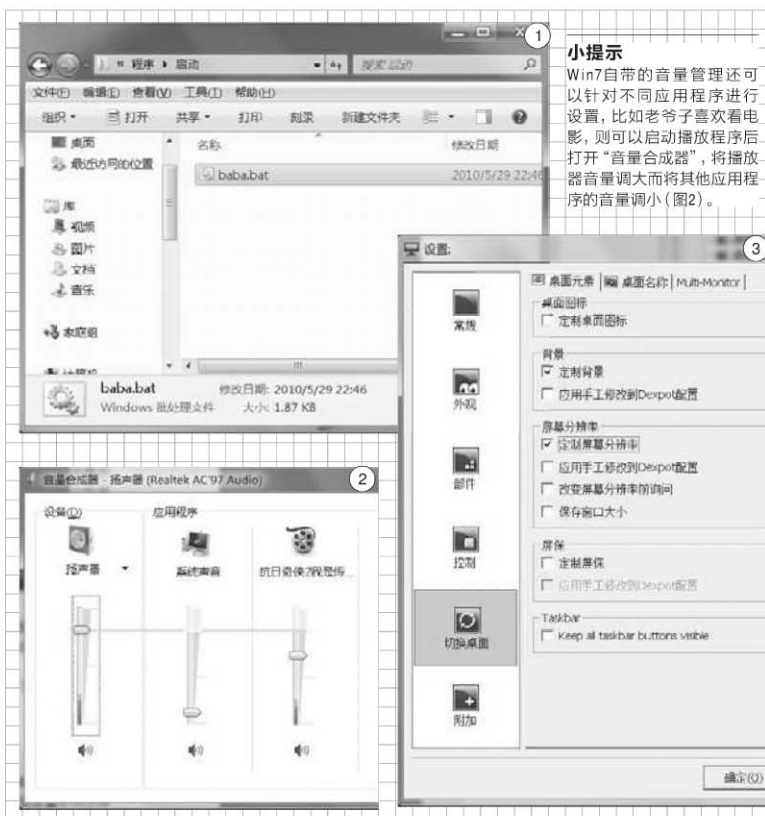 1
程序 ▸ 启动
搜索 启动
文件(F) 编辑(E) 查看(V) 工具(T) 帮助(H)
组织 打开 共享 打印 刻录 新建文件夹
桌面
最近访问的位置
库
视频
图片
文档
音乐
家庭组
计算机
名称
修改日期
baba.bat
2010/5/29 22:46
baba.bat 修改日期: 2010/5/29 22:46
Windows 批处理文件 大小: 1.87 KB
小提示
Win7自带的音量管理还可
以针对不同应用程序进行
设置，比如老爷子喜欢看电
影，则可以启动播放程序后
打开“音量合成器”，将播放
器音量调大而将其他应用程
序的音量调小（图2）。
2
音量合成器 - 扬声器 (Realtek AC'97 Audio)
设备(D) 应用程序
扬声器 系统声音 抗日奇侠2我是传...
3
设置:
常规
外观
部件
控制
切换桌面
附加
桌面元素 桌面名称 Multi-Monitor
桌面图标
定制桌面图标
背景
定制背景
应用手工修改到Dexpot配置
屏幕分辨率
定制屏幕分辨率
应用手工修改到Dexpot配置
改变屏幕分辨率前询问
保存窗口大小
屏保
定制屏保
应用手工修改到Dexpot配置
Taskbar
Keep all taskbar buttons visible
确定(O)